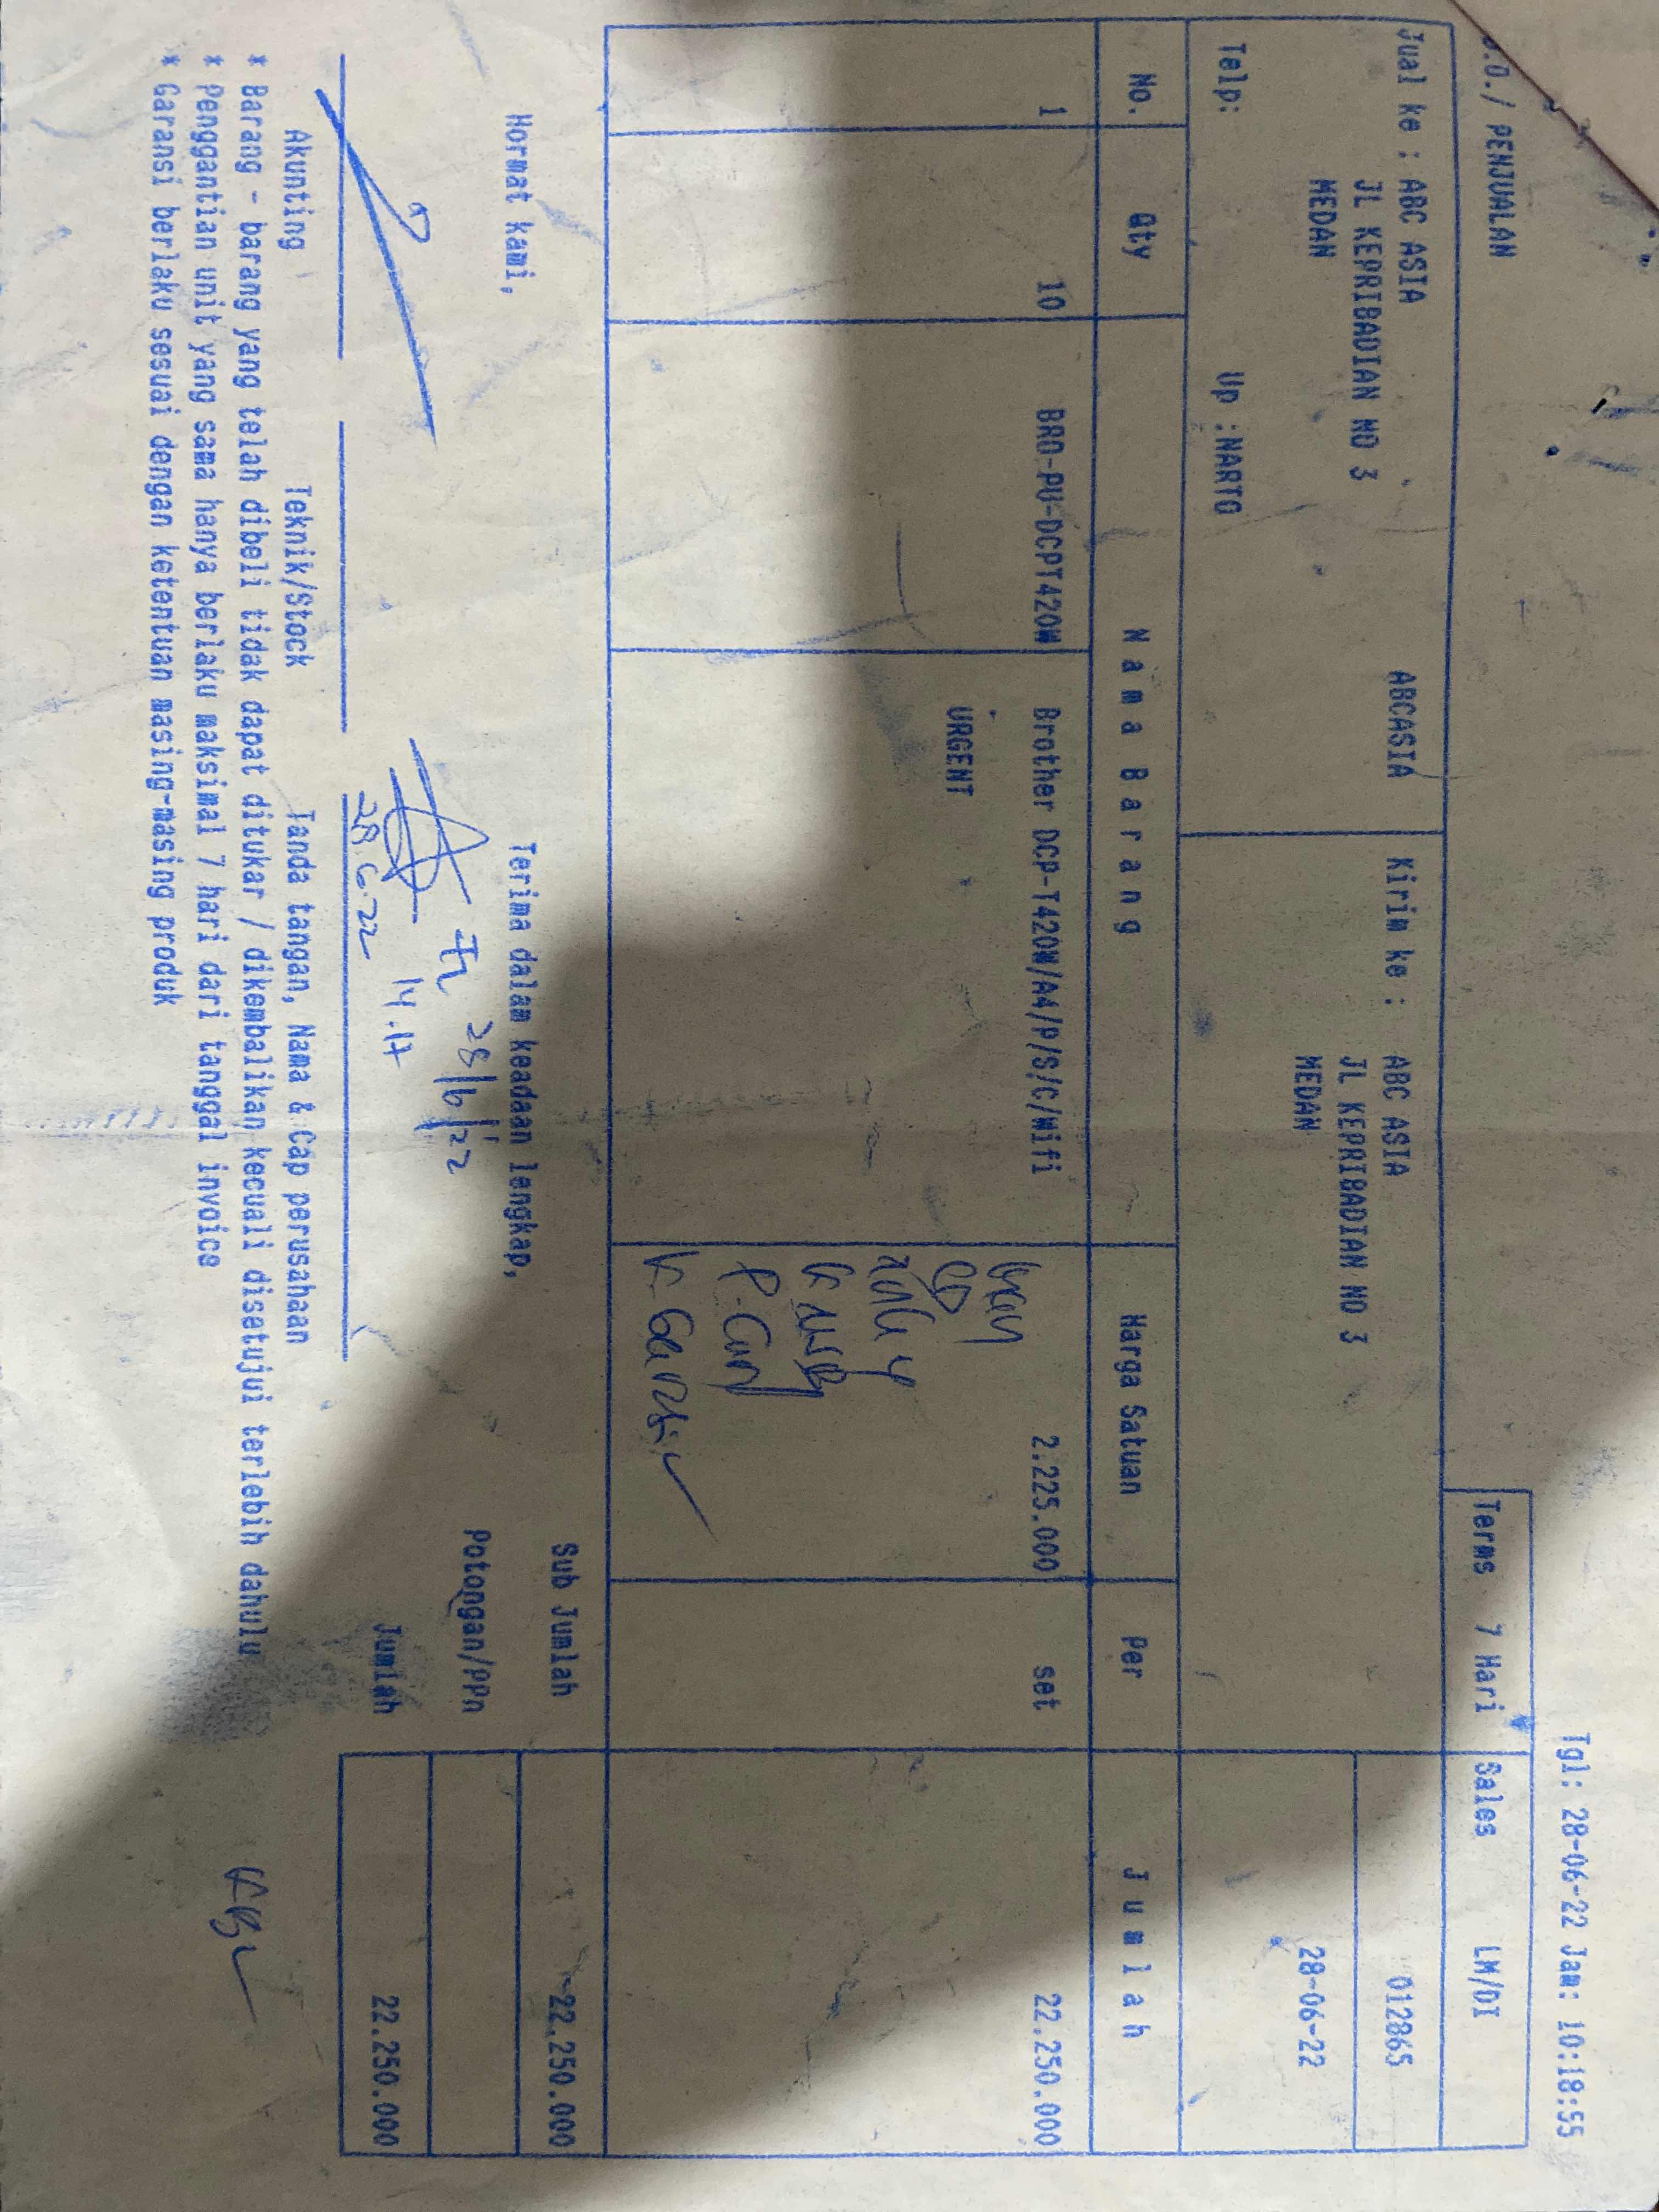 Tgl: 28-06-22 Jam: 10:18:55
.O./ PENJUALAN
Terms 7 Hari Sales LM/DI
Jual ke : ABC ASIA ABCASIA Kirim ke : ABC ASIA 012865
JL KEPRIBADIAN NO 3 JL KEPRIBADIAN NO 3
MEDAN MEDAN 28-06-22
Telp: Up :NARTO
No. Qty N a m a B a r a n g Harga Satuan Per J u m l a h
1 10 BRO-PU-DCPT420W Brother DCP-T420W/A4/P/S/C/Wifi 2.225.000 set 22.250.000
URGENT
CD
K. Garansi
Sub Jumlah 22.250.000
Hormat kami, Terima dalam keadaan lengkap,
Potongan/PPn
28/6/22
14.17
Jumlah 22.250.000
28.6.22
Akunting Teknik/Stock Tanda tangan, Nama & Cap perusahaan
* Barang - barang yang telah dibeli tidak dapat ditukar / dikembalikan kecuali disetujui terlebih dahulu
* Penggantian unit yang sama hanya berlaku maksimal 7 hari dari tanggal invoice
* Garansi berlaku sesuai dengan ketentuan masing-masing produk